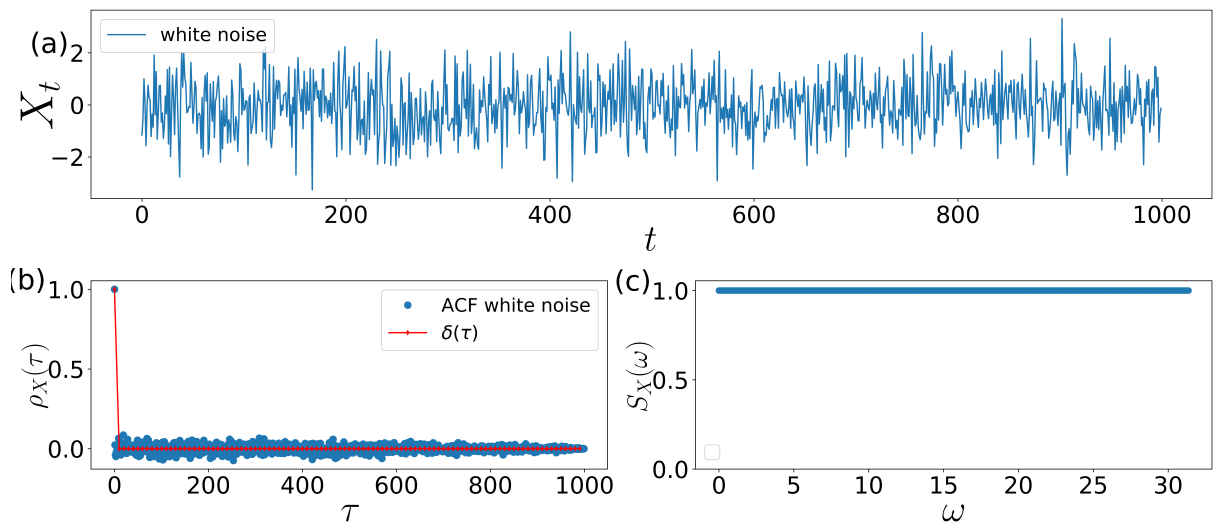 (a)
X_t
2
0
−2
white noise
0 200 400 600 800 1000
t
(b)
ρ_X(τ)
1.0
0.5
0.0
ACF white noise
δ(τ)
0 200 400 600 800 1000
τ
(c)
S_X(ω)
1.0
0.5
0.0
0 5 10 15 20 25 30
ω